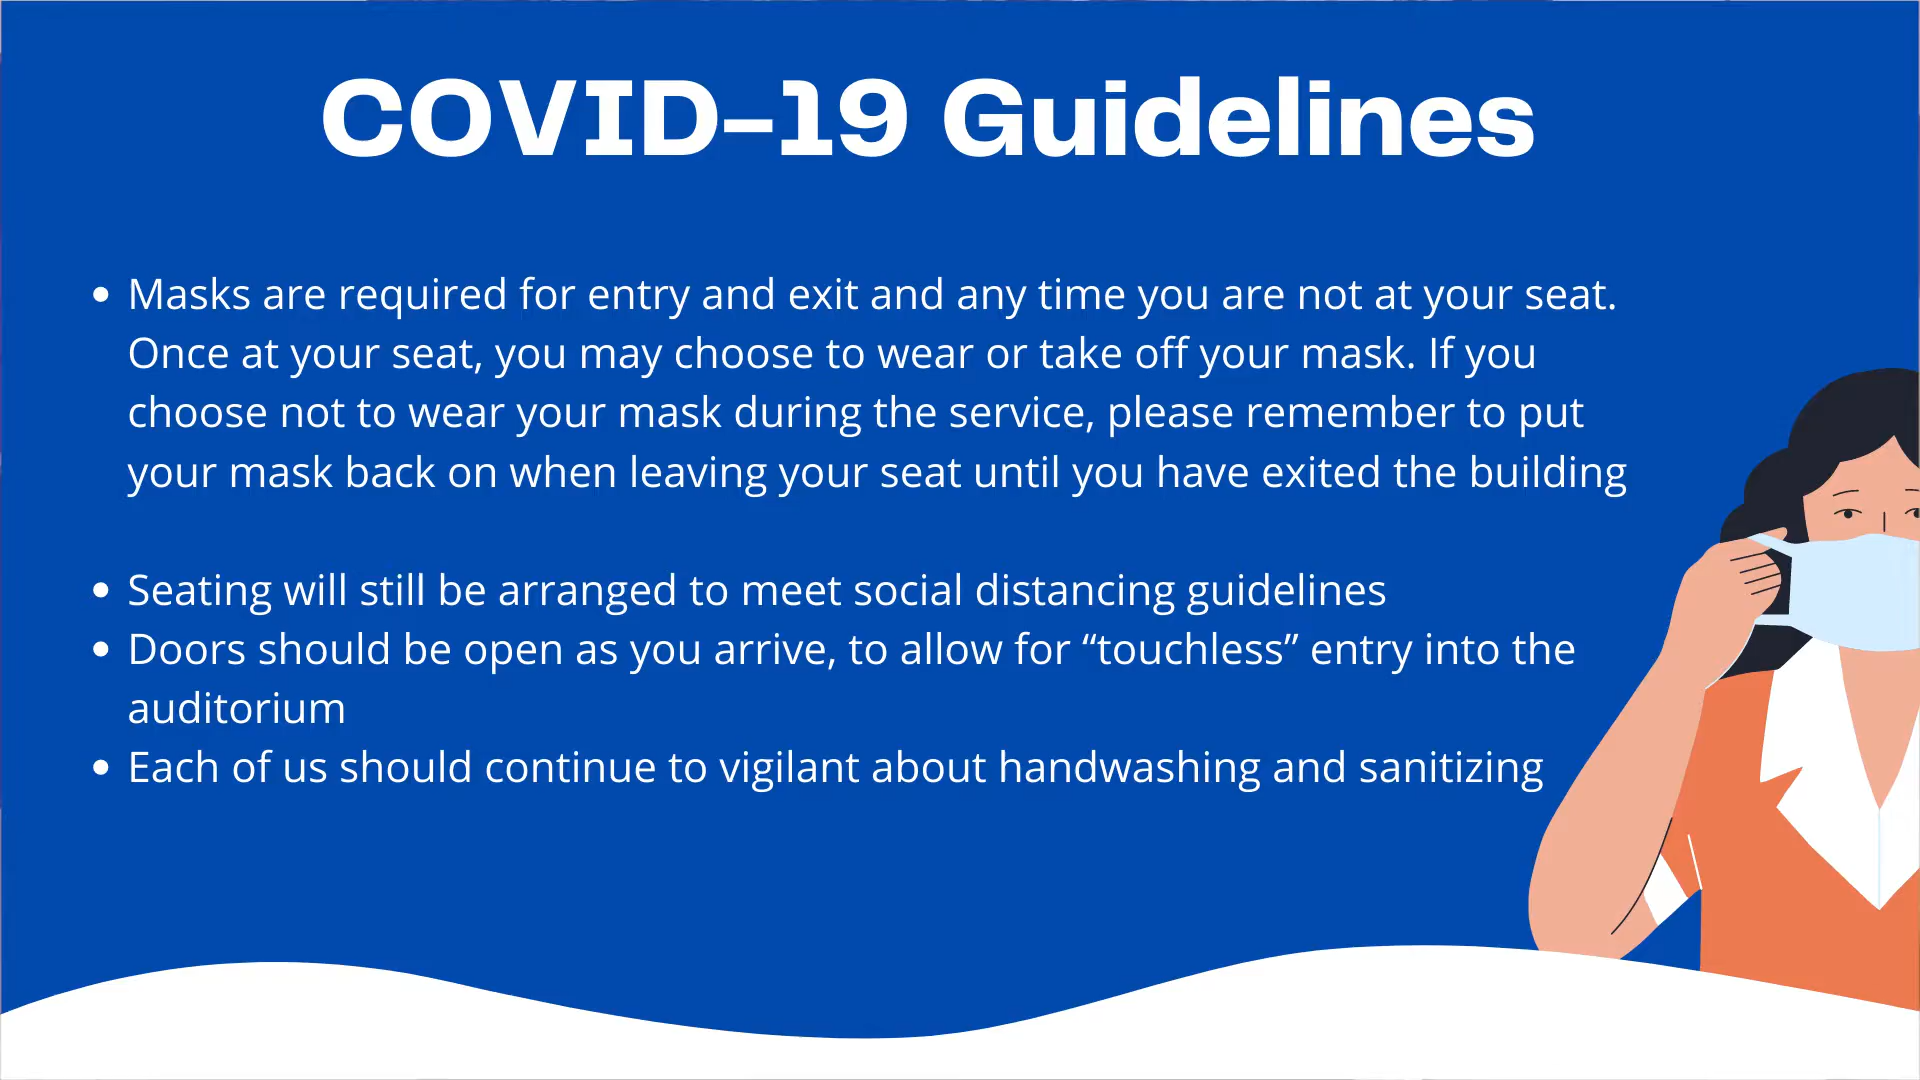 COVID-19 Guidelines
• Masks are required for entry and exit and any time you are not at your seat.
Once at your seat, you may choose to wear or take off your mask. If you
choose not to wear your mask during the service, please remember to put
your mask back on when leaving your seat until you have exited the building
• Seating will still be arranged to meet social distancing guidelines
• Doors should be open as you arrive, to allow for “touchless” entry into the
auditorium
• Each of us should continue to vigilant about handwashing and sanitizing